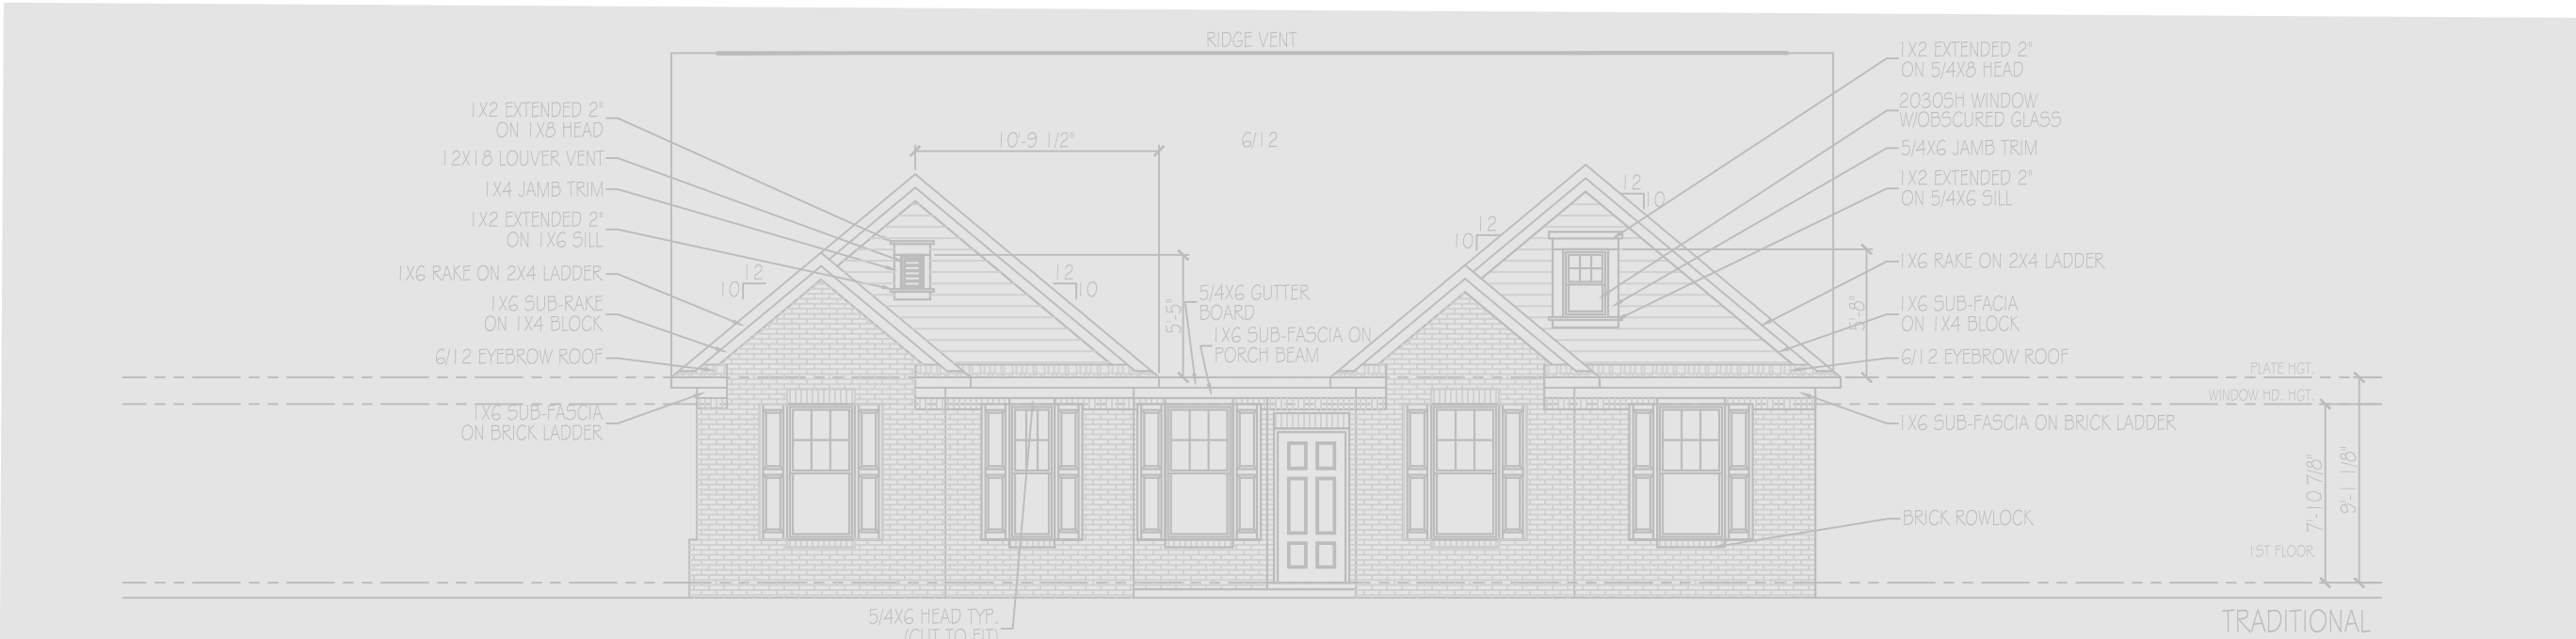 RIDGE VENT
1X2 EXTENDED 2"
ON 1X8 HEAD
12X18 LOUVER VENT
1X4 JAMB TRIM
1X2 EXTENDED 2"
ON 1X6 SILL
1X6 RAKE ON 2X4 LADDER
1X6 SUB-RAKE
ON 1X4 BLOCK
6/12 EYEBROW ROOF
1X6 SUB-FASCIA
ON BRICK LADDER
10'-9 1/2"
6/12
12
10
12
10
12
10
12
10
5'-5"
5/4X6 GUTTER
BOARD
1X6 SUB-FASCIA ON
PORCH BEAM
5/4X6 HEAD TYP.
(CUT TO FIT)
1X2 EXTENDED 2"
ON 5/4X8 HEAD
2030SH WINDOW
W/OBSCURED GLASS
5/4X6 JAMB TRIM
1X2 EXTENDED 2"
ON 5/4X6 SILL
1X6 RAKE ON 2X4 LADDER
5'-8"
1X6 SUB-FACIA
ON 1X4 BLOCK
6/12 EYEBROW ROOF
1X6 SUB-FASCIA ON BRICK LADDER
BRICK ROWLOCK
PLATE HGT.
WINDOW HD. HGT.
7'-10 7/8"
9'-1 1/8"
1ST FLOOR
TRADITIONAL